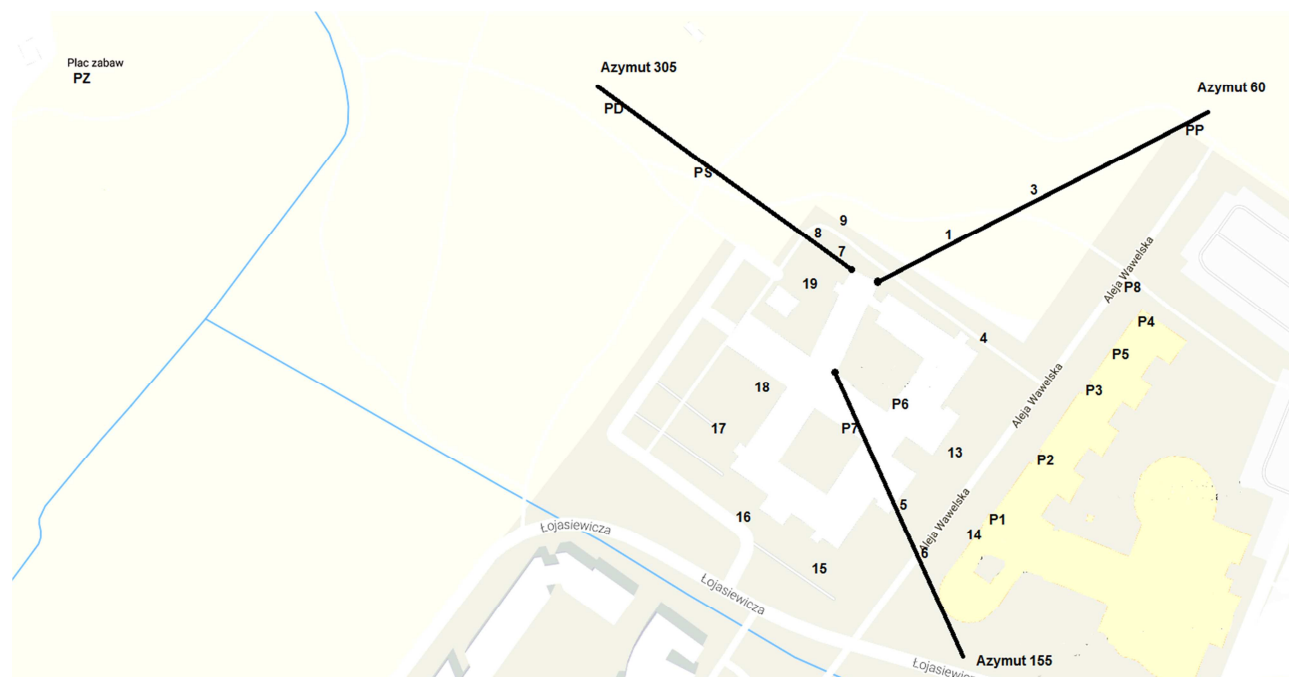 Plac zabaw
PZ
Azymut 305
PD
Azymut 60
PP
PS
3
9
8
1
7
19
Aleja Wawelska
P8
P4
4
P5
18
Aleja Wawelska
P3
P6
17
P7
13
P2
16
5
Aleja Wawelska
P1
Łojasiewicza
14
6
15
Łojasiewicza
Azymut 155
Łojasiewicza